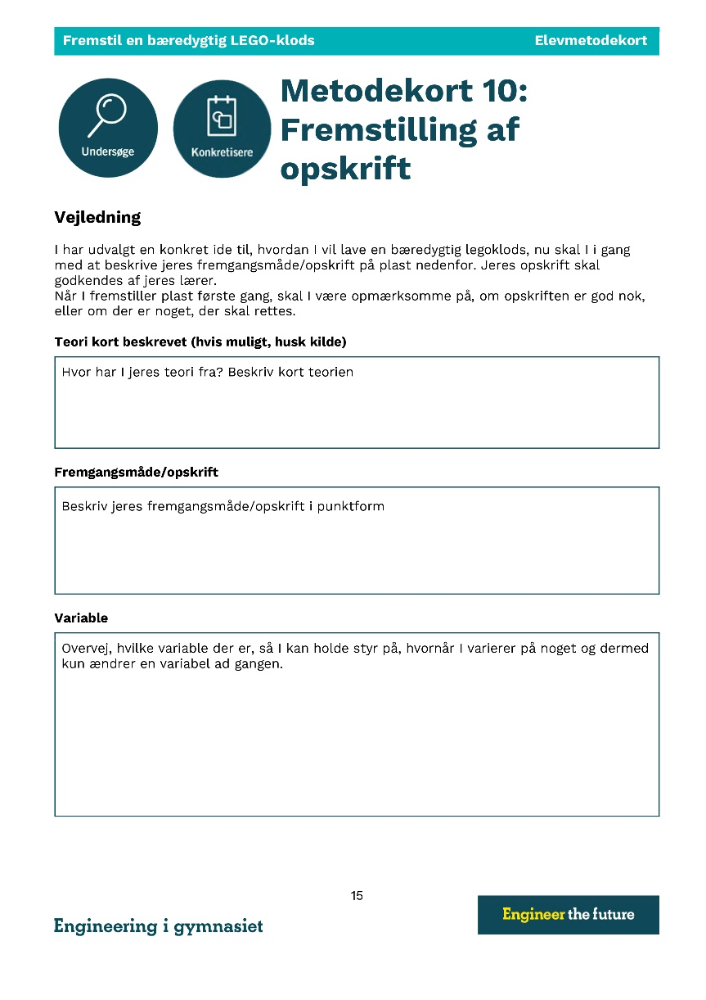 Fremstil en bæredygtig LEGO-klods
Elevmetodekort
Undersøge
Konkretisere
Metodekort 10:
Fremstilling af
opskrift
Vejledning
I har udvalgt en konkret ide til, hvordan I vil lave en bæredygtig legoklods, nu skal I i gang
med at beskrive jeres fremgangsmåde/opskrift på plast nedenfor. Jeres opskrift skal
godkendes af jeres lærer.
Når I fremstiller plast første gang, skal I være opmærksomme på, om opskriften er god nok,
eller om der er noget, der skal rettes.
Teori kort beskrevet (hvis muligt, husk kilde)
Hvor har I jeres teori fra? Beskriv kort teorien
Fremgangsmåde/opskrift
Beskriv jeres fremgangsmåde/opskrift i punktform
Variable
Overvej, hvilke variable der er, så I kan holde styr på, hvornår I varierer på noget og dermed
kun ændrer en variabel ad gangen.
15
Engineering i gymnasiet
Engineer the future